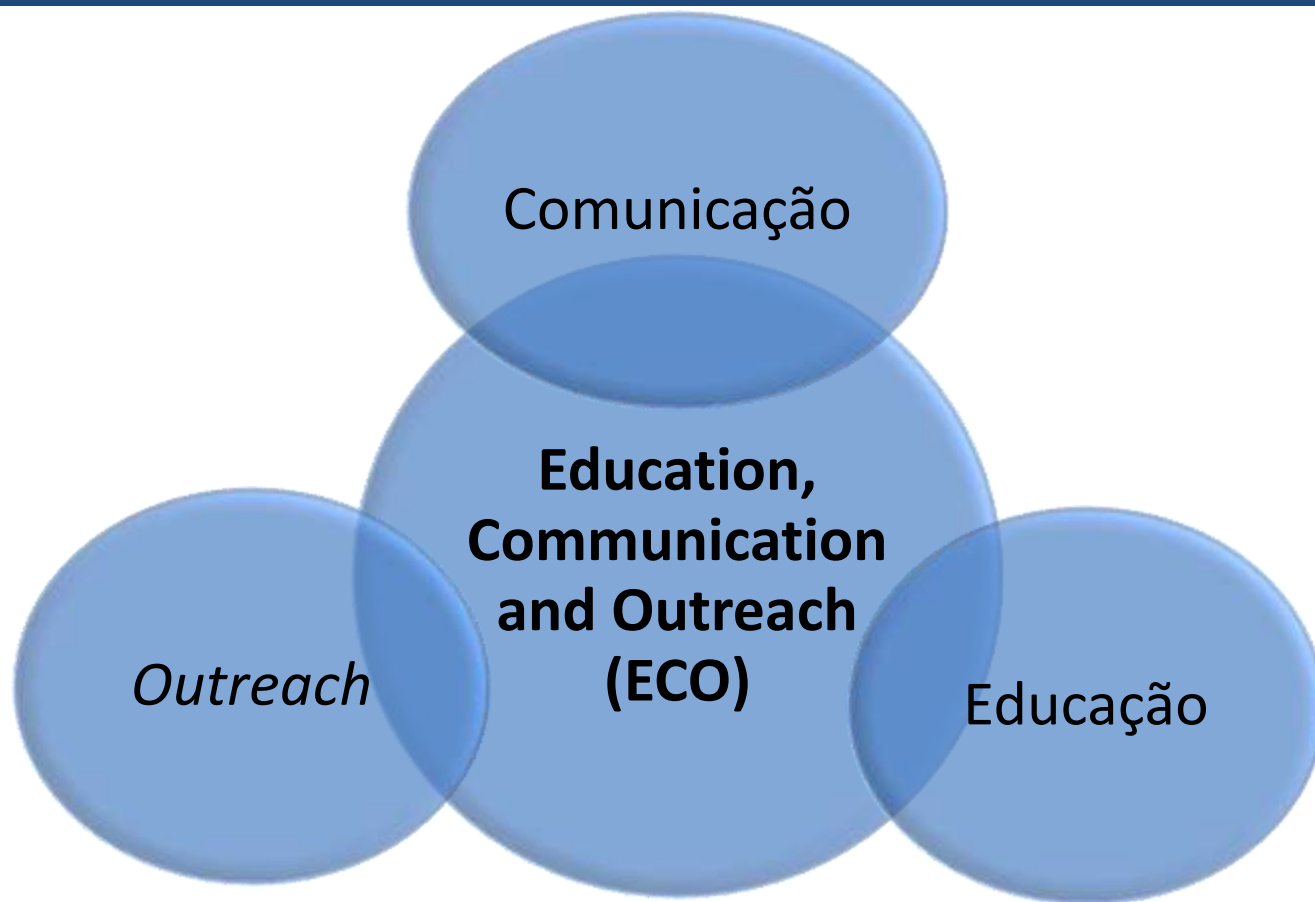 Comunicação
Education,
Communication
and Outreach
(ECO)
Outreach
Educação